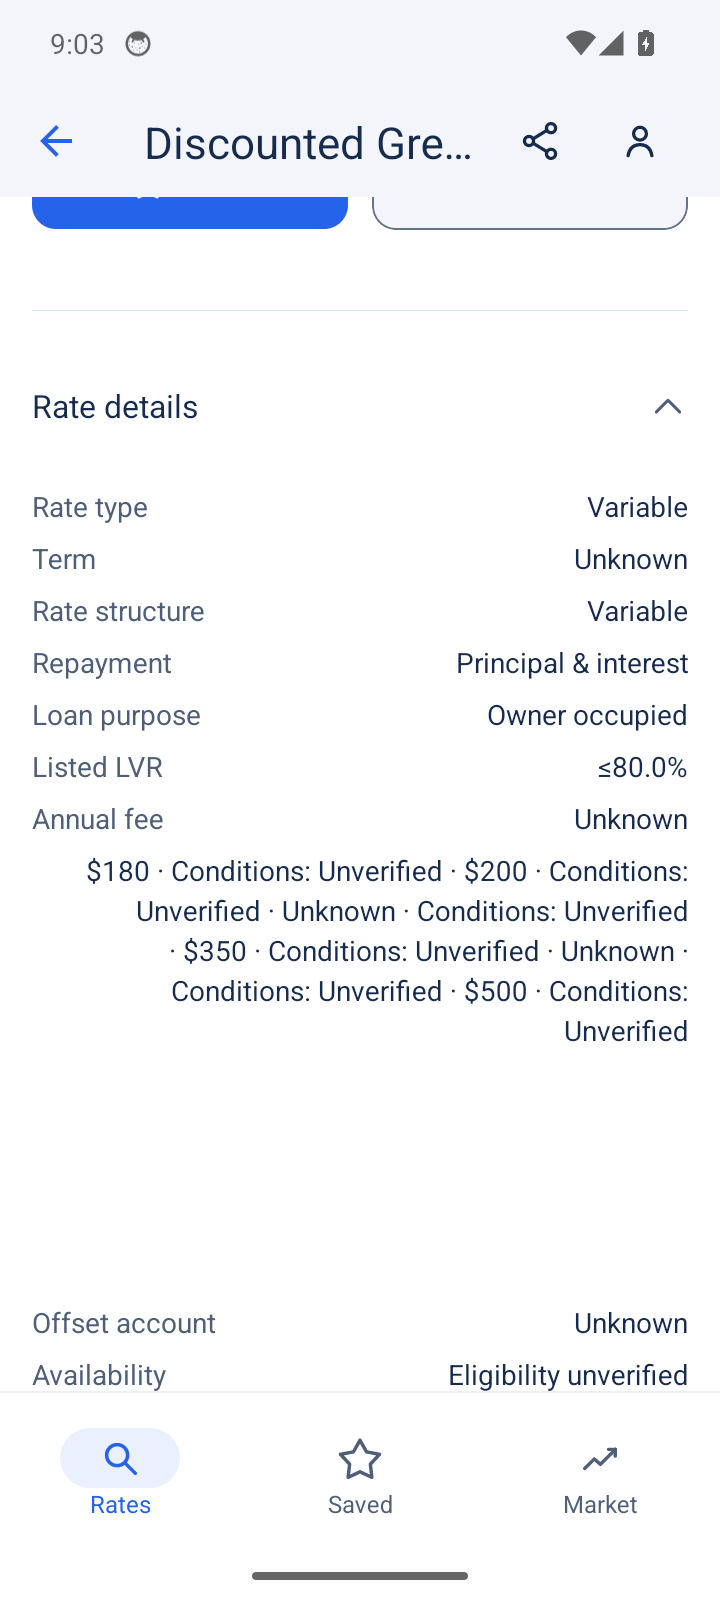 9:03
Discounted Gre...
Rate details
Rate type Variable
Term Unknown
Rate structure Variable
Repayment Principal & interest
Loan purpose Owner occupied
Listed LVR ≤80.0%
Annual fee Unknown
$180 · Conditions: Unverified · $200 · Conditions:
Unverified · Unknown · Conditions: Unverified
· $350 · Conditions: Unverified · Unknown ·
Conditions: Unverified · $500 · Conditions:
Unverified
Offset account Unknown
Availability Eligibility unverified
Rates Saved Market